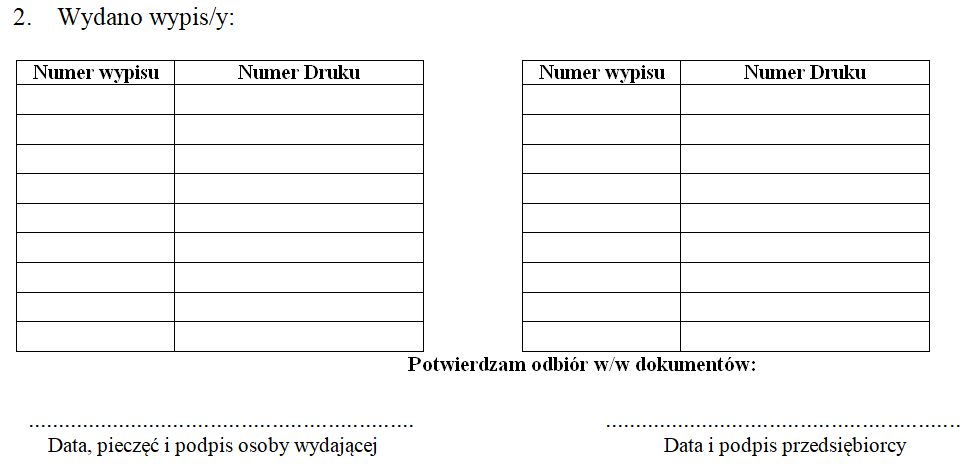 2. Wydano wypis/y:
Numer wypisu Numer Druku Numer wypisu Numer Druku
Potwierdzam odbiór w/w dokumentów:
................................................................ ...........................................................
Data, pieczęć i podpis osoby wydającej Data i podpis przedsiębiorcy